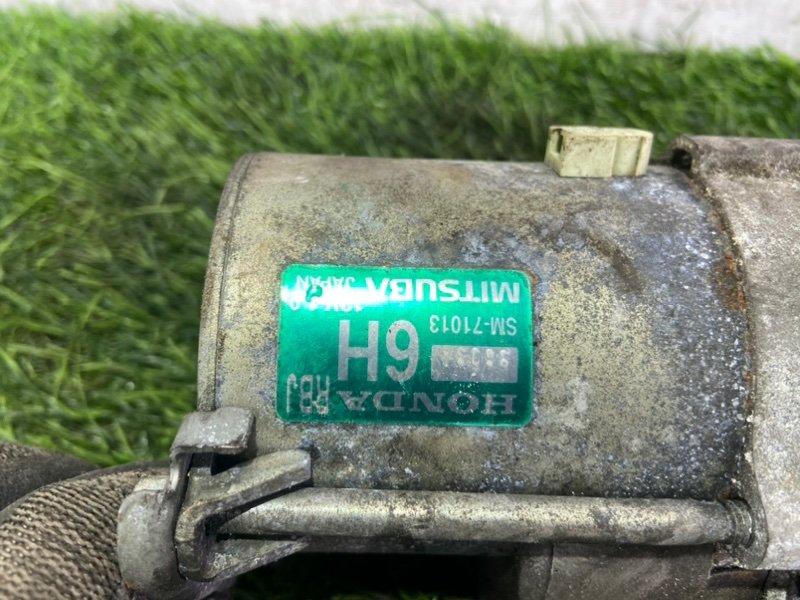 HONDA RBJ
6H
SM-71013
MITSUBA
JAPAN